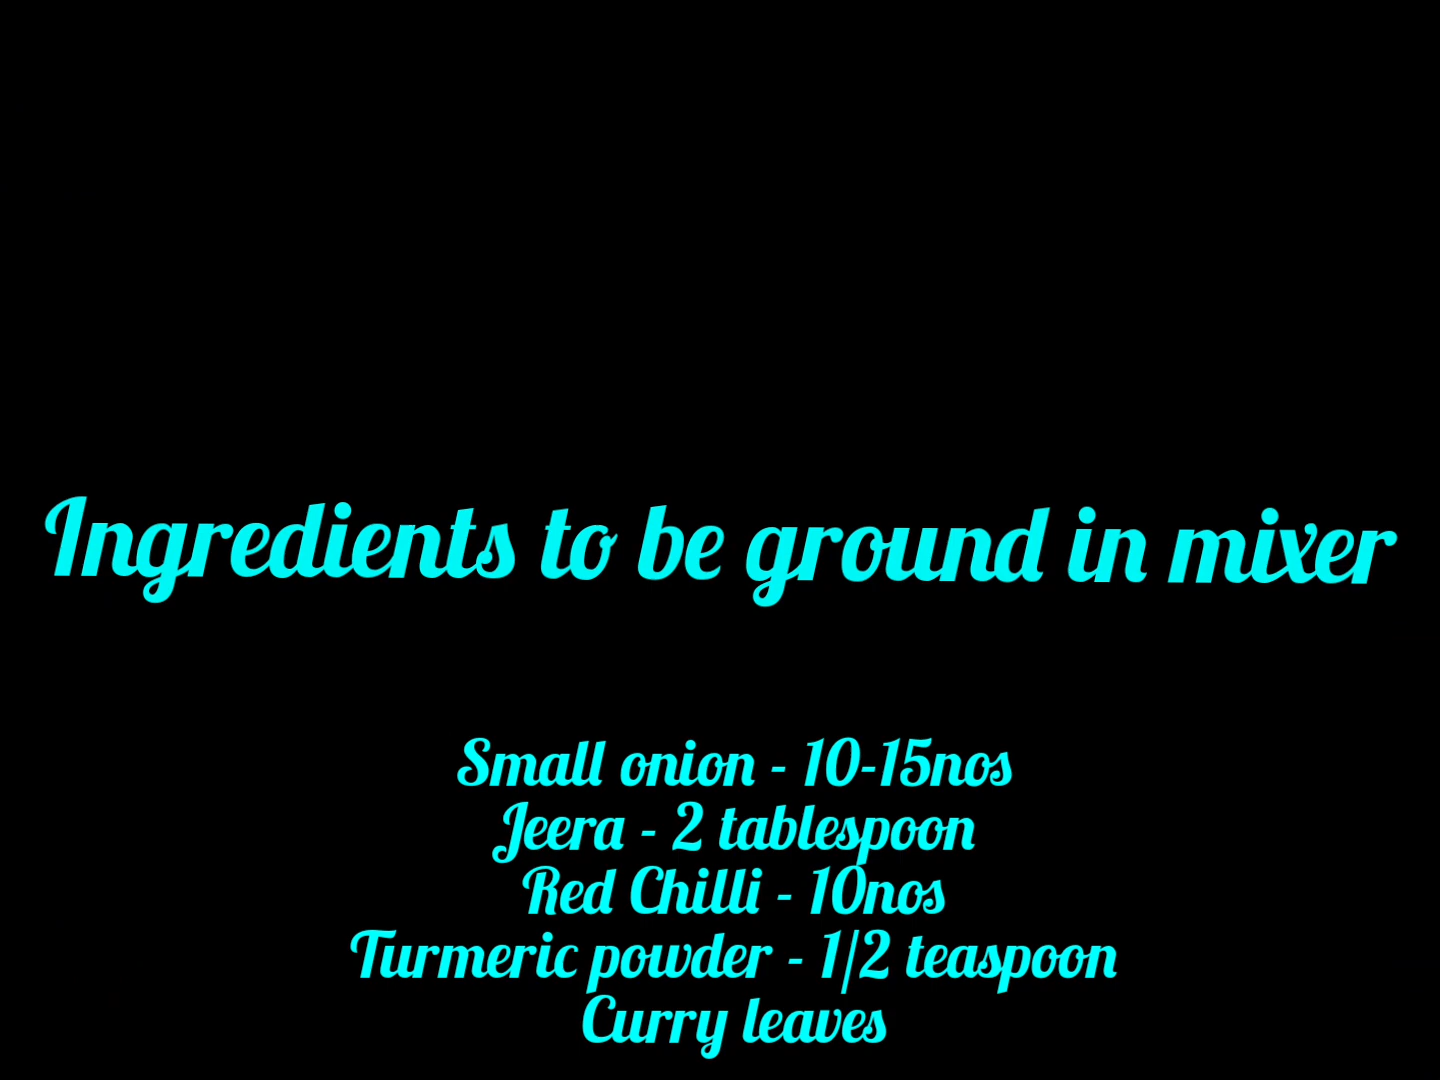 Ingredients to be ground in mixer
Small onion - 10-15nos
Jeera - 2 tablespoon
Red Chilli - 10nos
Turmeric powder - 1/2 teaspoon
Curry leaves